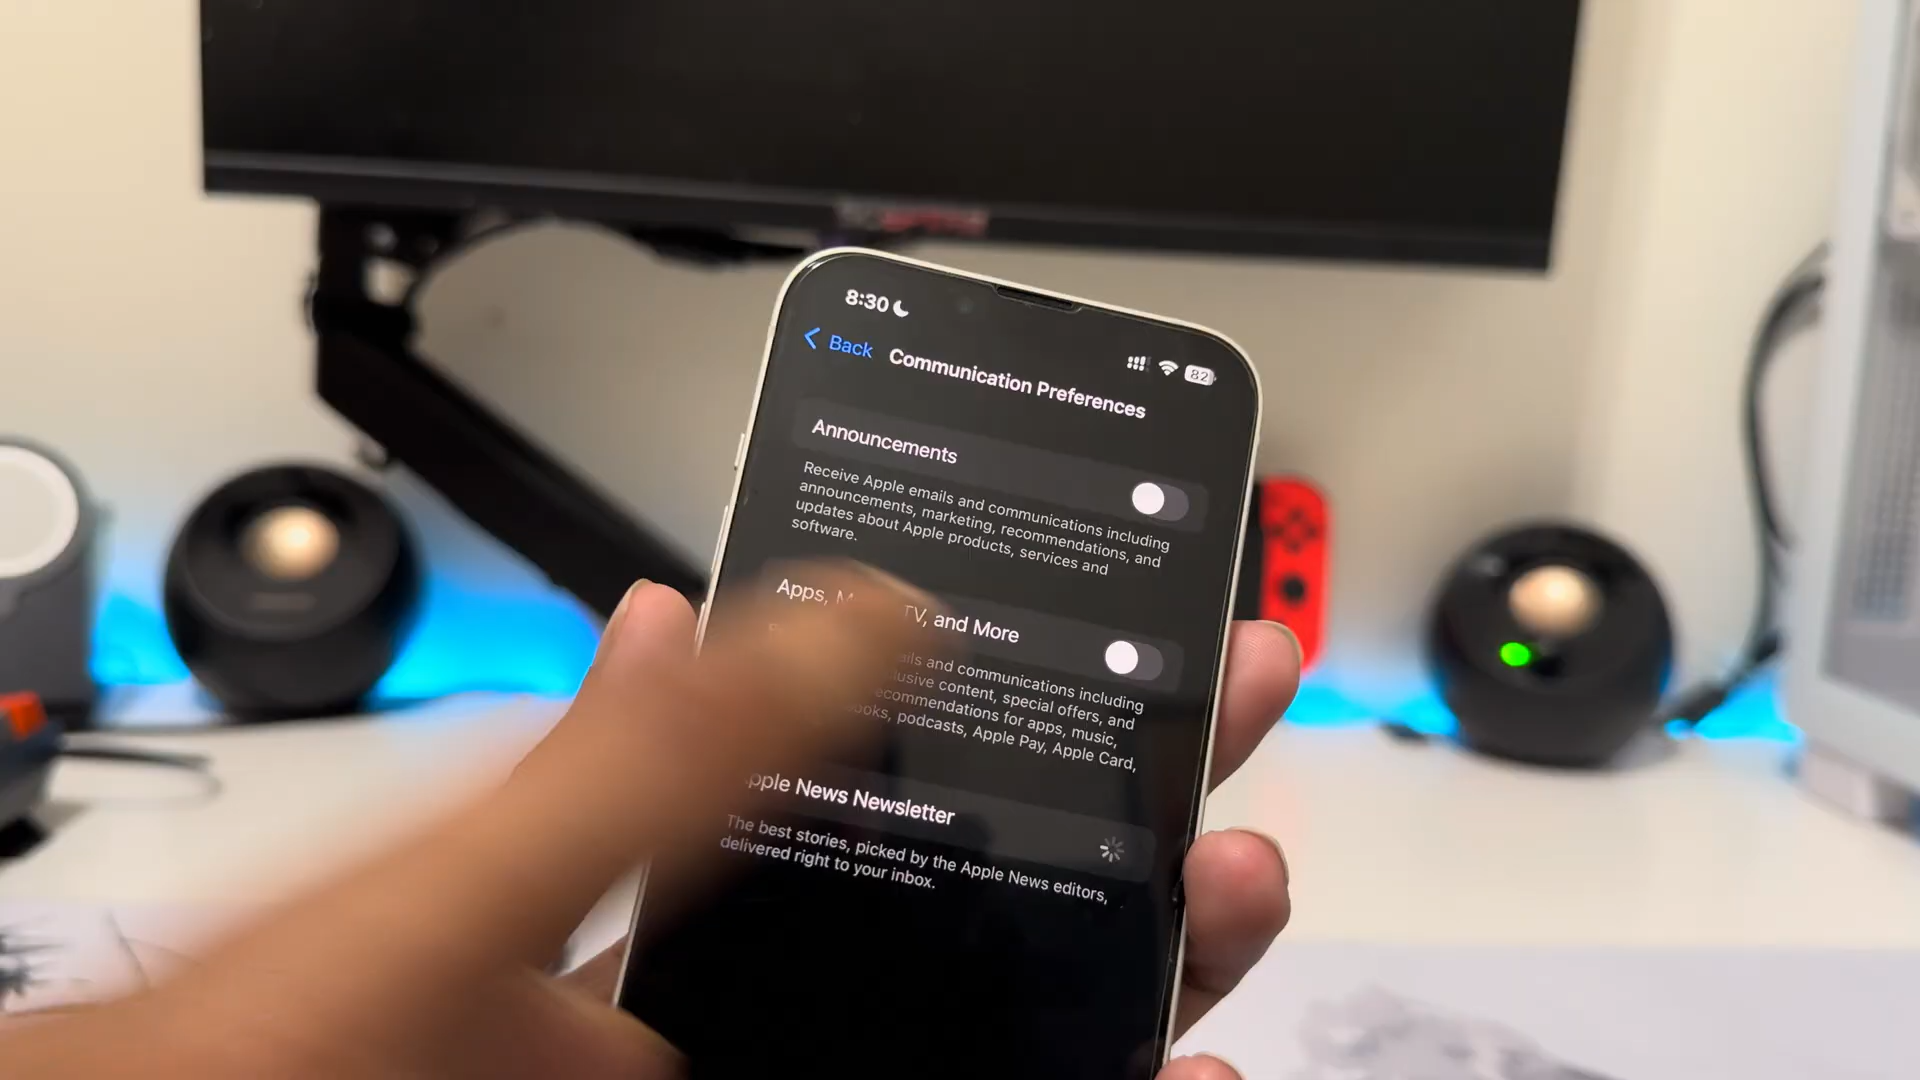 8:30
82
Back
Communication Preferences
Announcements
Receive Apple emails and communications including
announcements, marketing, recommendations, and
updates about Apple products, services and
software.
Apps, M TV, and More
ails and communications including
lusive content, special offers, and
ecommendations for apps, music,
ooks, podcasts, Apple Pay, Apple Card,
pple News Newsletter
The best stories, picked by the Apple News editors,
delivered right to your inbox.